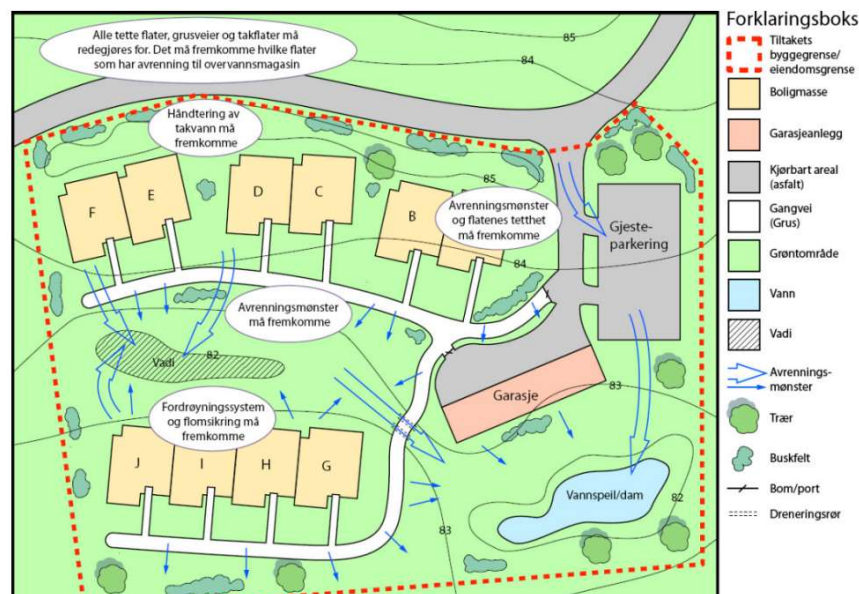 Alle tette flater, grusveier og takflater må
redegjøres for. Det må fremkomme hvilke flater
som har avrenning til overvannsmagasin
85
84
Håndtering av
takvann må
fremkomme
85
F
E
D
C
B
Avrenningsmønster
og flatenes tetthet
må fremkomme
Gjeste-
parkering
84
Avrenningsmønster
må fremkomme
Vadi
82
Fordrøyningssystem
og flomsikring må
fremkomme
Garasje
83
J
I
H
G
83
Vannspeil/dam
82
Forklaringsboks
Tiltakets
byggegrense/
eiendomsgrense
Boligmasse
Garasjeanlegg
Kjørbart areal
(asfalt)
Gangvei
(Grus)
Grøntområde
Vann
Vadi
Avrennings-
mønster
Trær
Buskfelt
Bom/port
Dreneringsrør